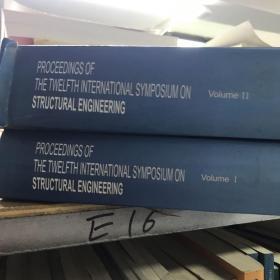 PROCEEDINGS OF
THE TWELFTH INTERNATIONAL SYMPOSIUM ON
STRUCTURAL ENGINEERING
Volume II
PROCEEDINGS OF
THE TWELFTH INTERNATIONAL SYMPOSIUM ON
STRUCTURAL ENGINEERING
Volume I
E16